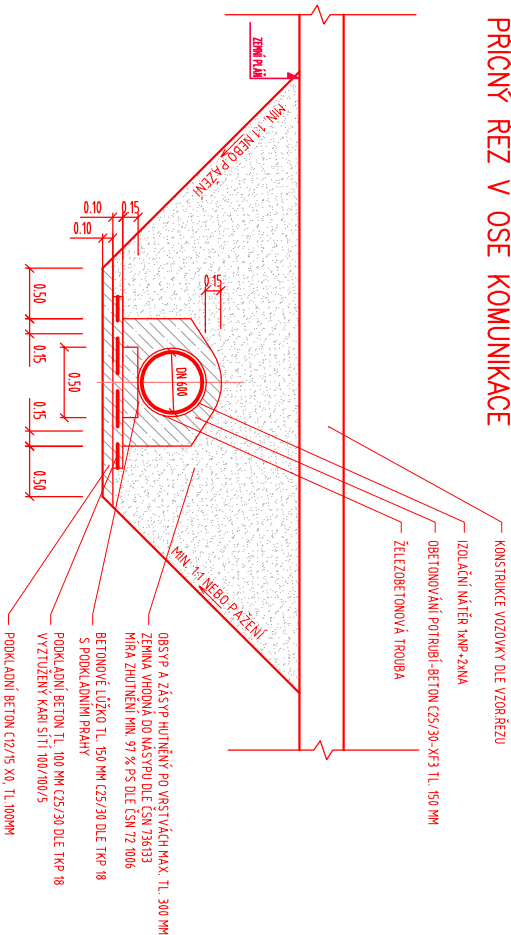 PRÍCNÝ REZ V OSE KOMUNIKACE
KONSTRUKCE VOZOVKY DLE VZOR.ŘEZU
IZOLAČNÍ NÁTĚR 1xNP+2xNA
OBETONOVÁNÍ POTRUBÍ-BETON C25/30-XF3 TL. 150 MM
ŽELEZOBETONOVÁ TROUBA
ZEMNÍ PLÁŇ
MIN. 1:1 NEBO PAŽENÍ
MIN. 1:1 NEBO PAŽENÍ
DN 600
0.15
0.15
0.10
0.10
0.50
0.15
0.50
0.15
0.50
OBSYP A ZÁSYP HUTNĚNÝ PO VRSTVÁCH MAX. TL. 300 MM
ZEMINA VHODNÁ DO NÁSYPU DLE ČSN 736133
MÍRA ZHUTNĚNÍ MIN. 97 % PS DLE ČSN 72 1006
BETONOVÉ LŮŽKO TL. 150 MM C25/30 DLE TKP 18
S PODKLADNÍMI PRAHY
PODKLADNÍ BETON TL. 100 MM C25/30 DLE TKP 18
VYZTUŽENÝ KARI SÍTÍ 100/100/5
PODKLADNÍ BETON C12/15 X0, TL.100MM